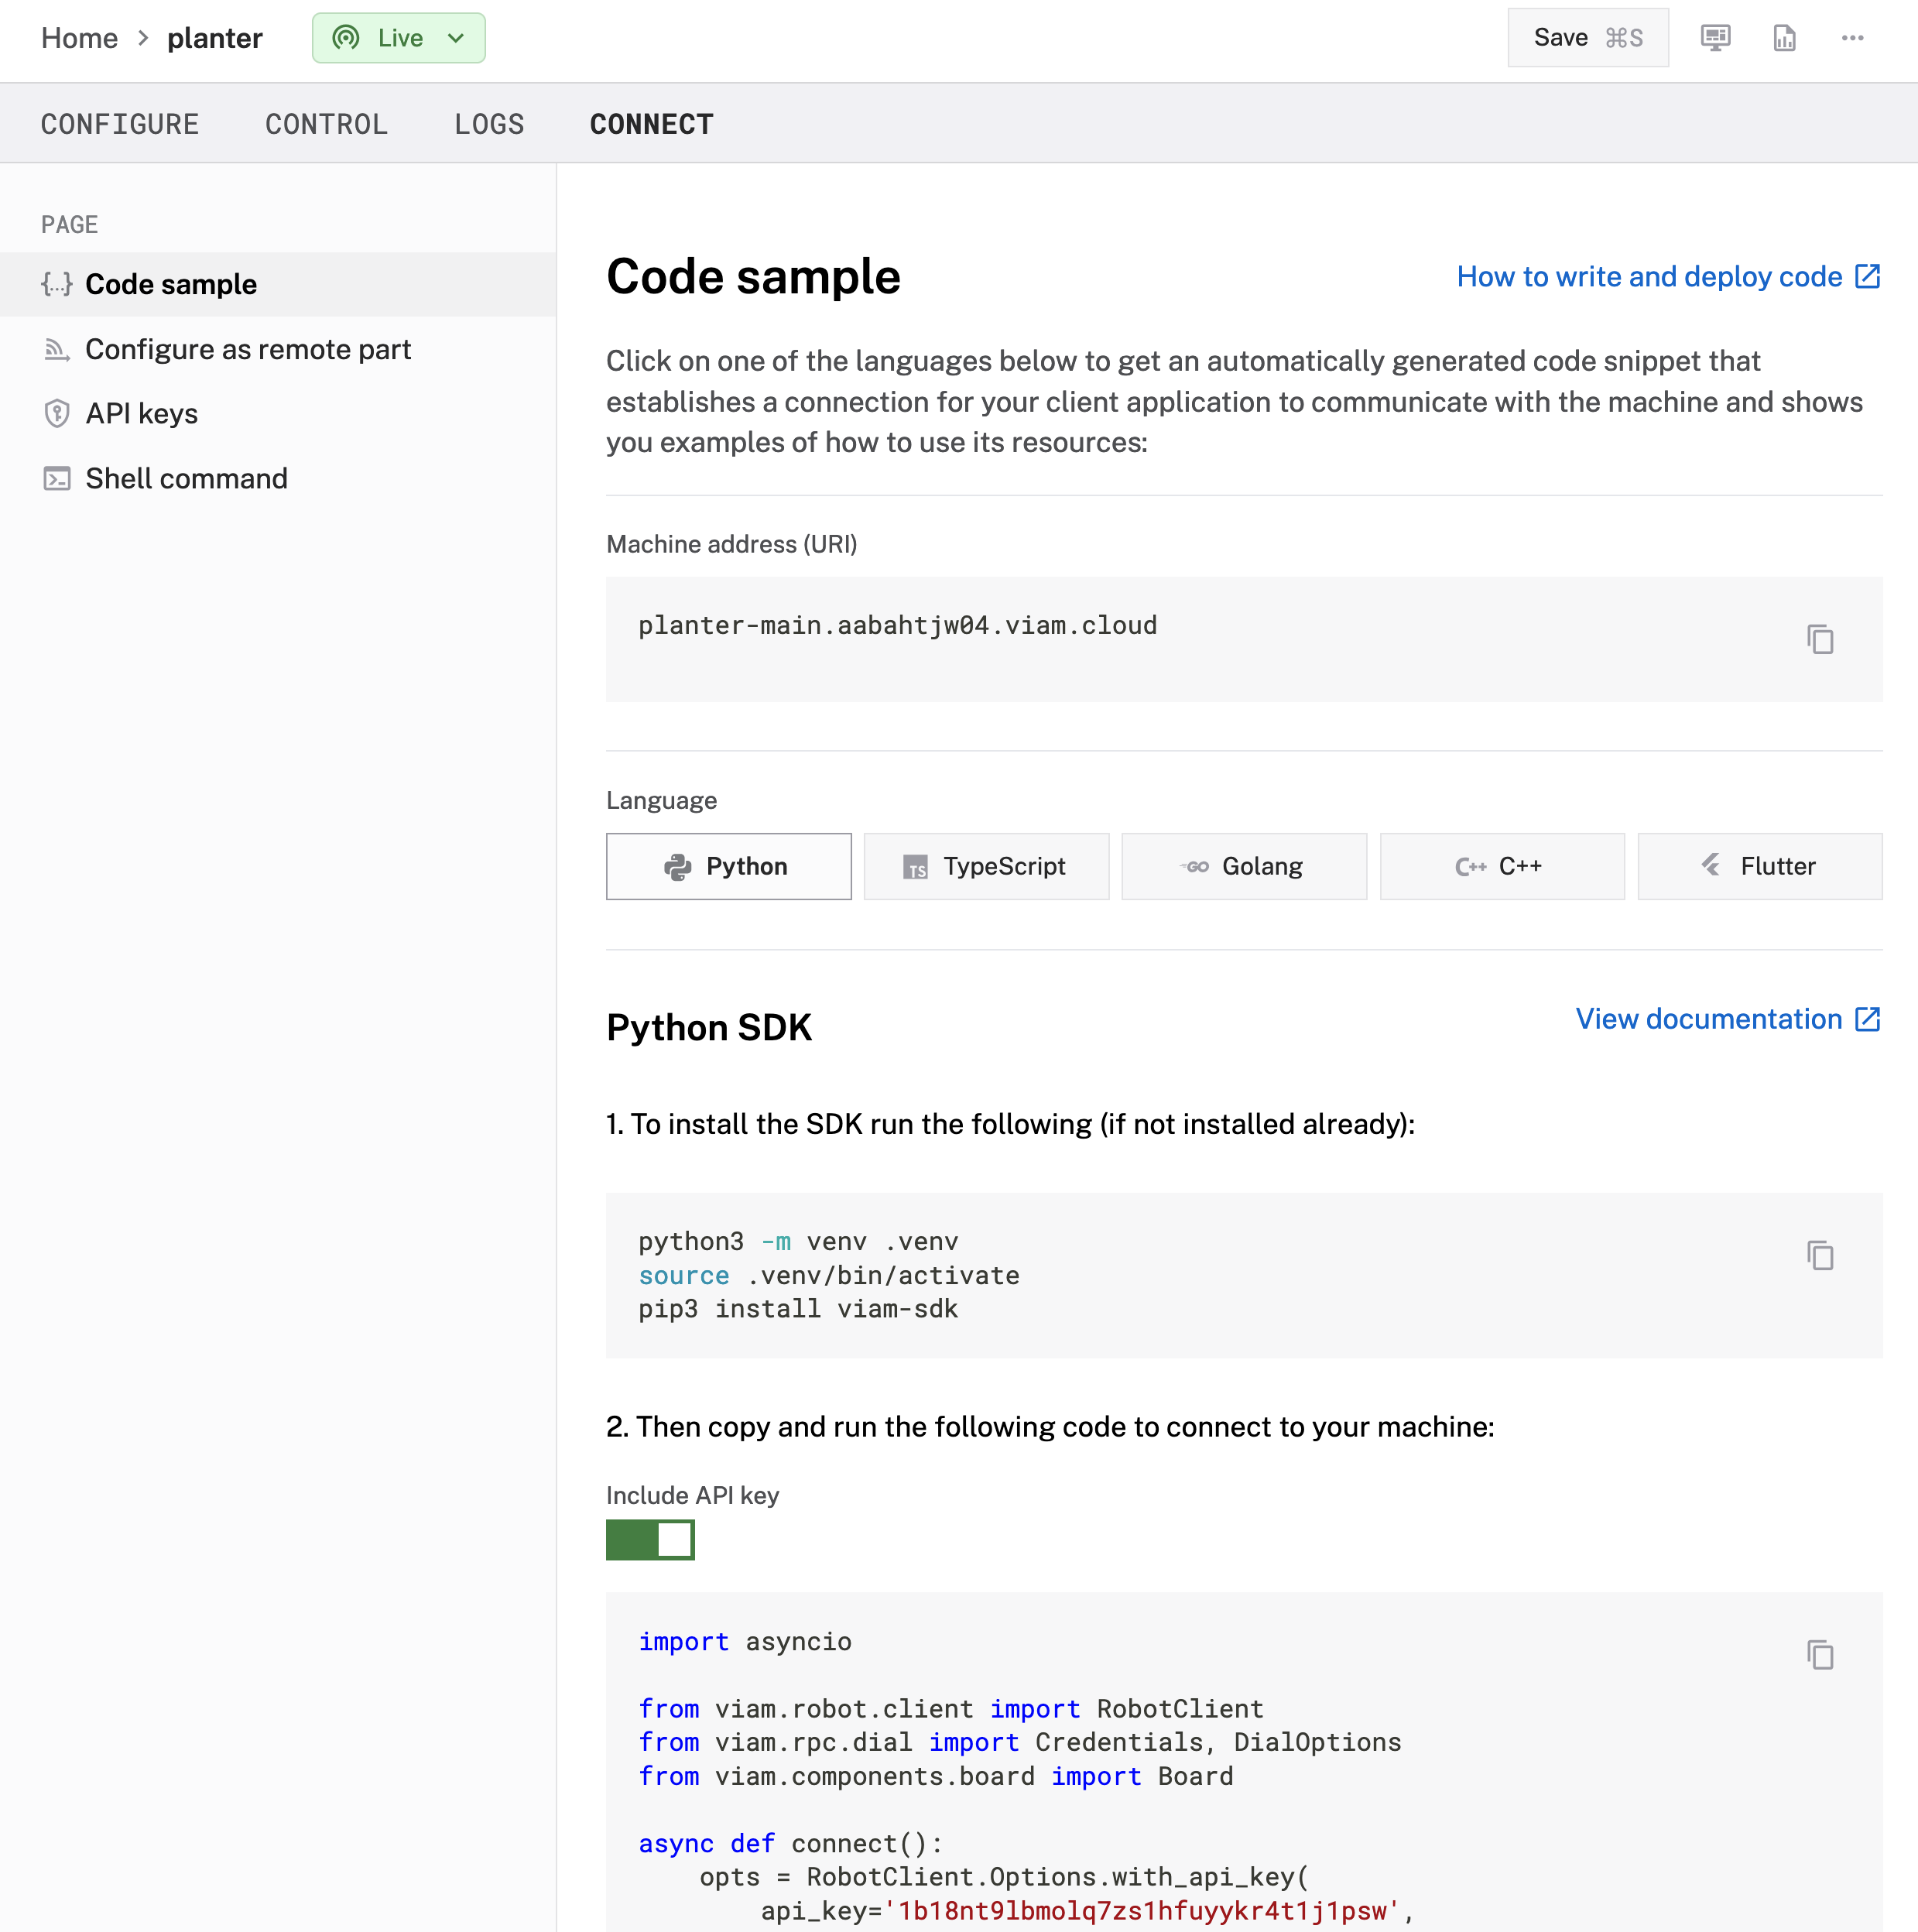 Home > planter Live
Save ⌘S
CONFIGURE CONTROL LOGS CONNECT
PAGE
Code sample
Configure as remote part
API keys
Shell command
Code sample
How to write and deploy code
Click on one of the languages below to get an automatically generated code snippet that
establishes a connection for your client application to communicate with the machine and shows
you examples of how to use its resources:
Machine address (URI)
planter-main.aabahtjw04.viam.cloud
Language
Python
TS TypeScript
GO Golang
C++ C++
Flutter
Python SDK
View documentation
1. To install the SDK run the following (if not installed already):
python3 -m venv .venv
source .venv/bin/activate
pip3 install viam-sdk
2. Then copy and run the following code to connect to your machine:
Include API key
import asyncio
from viam.robot.client import RobotClient
from viam.rpc.dial import Credentials, DialOptions
from viam.components.board import Board
async def connect():
opts = RobotClient.Options.with_api_key(
api_key='1b18nt9lbmolq7zs1hfuyykr4t1j1psw',